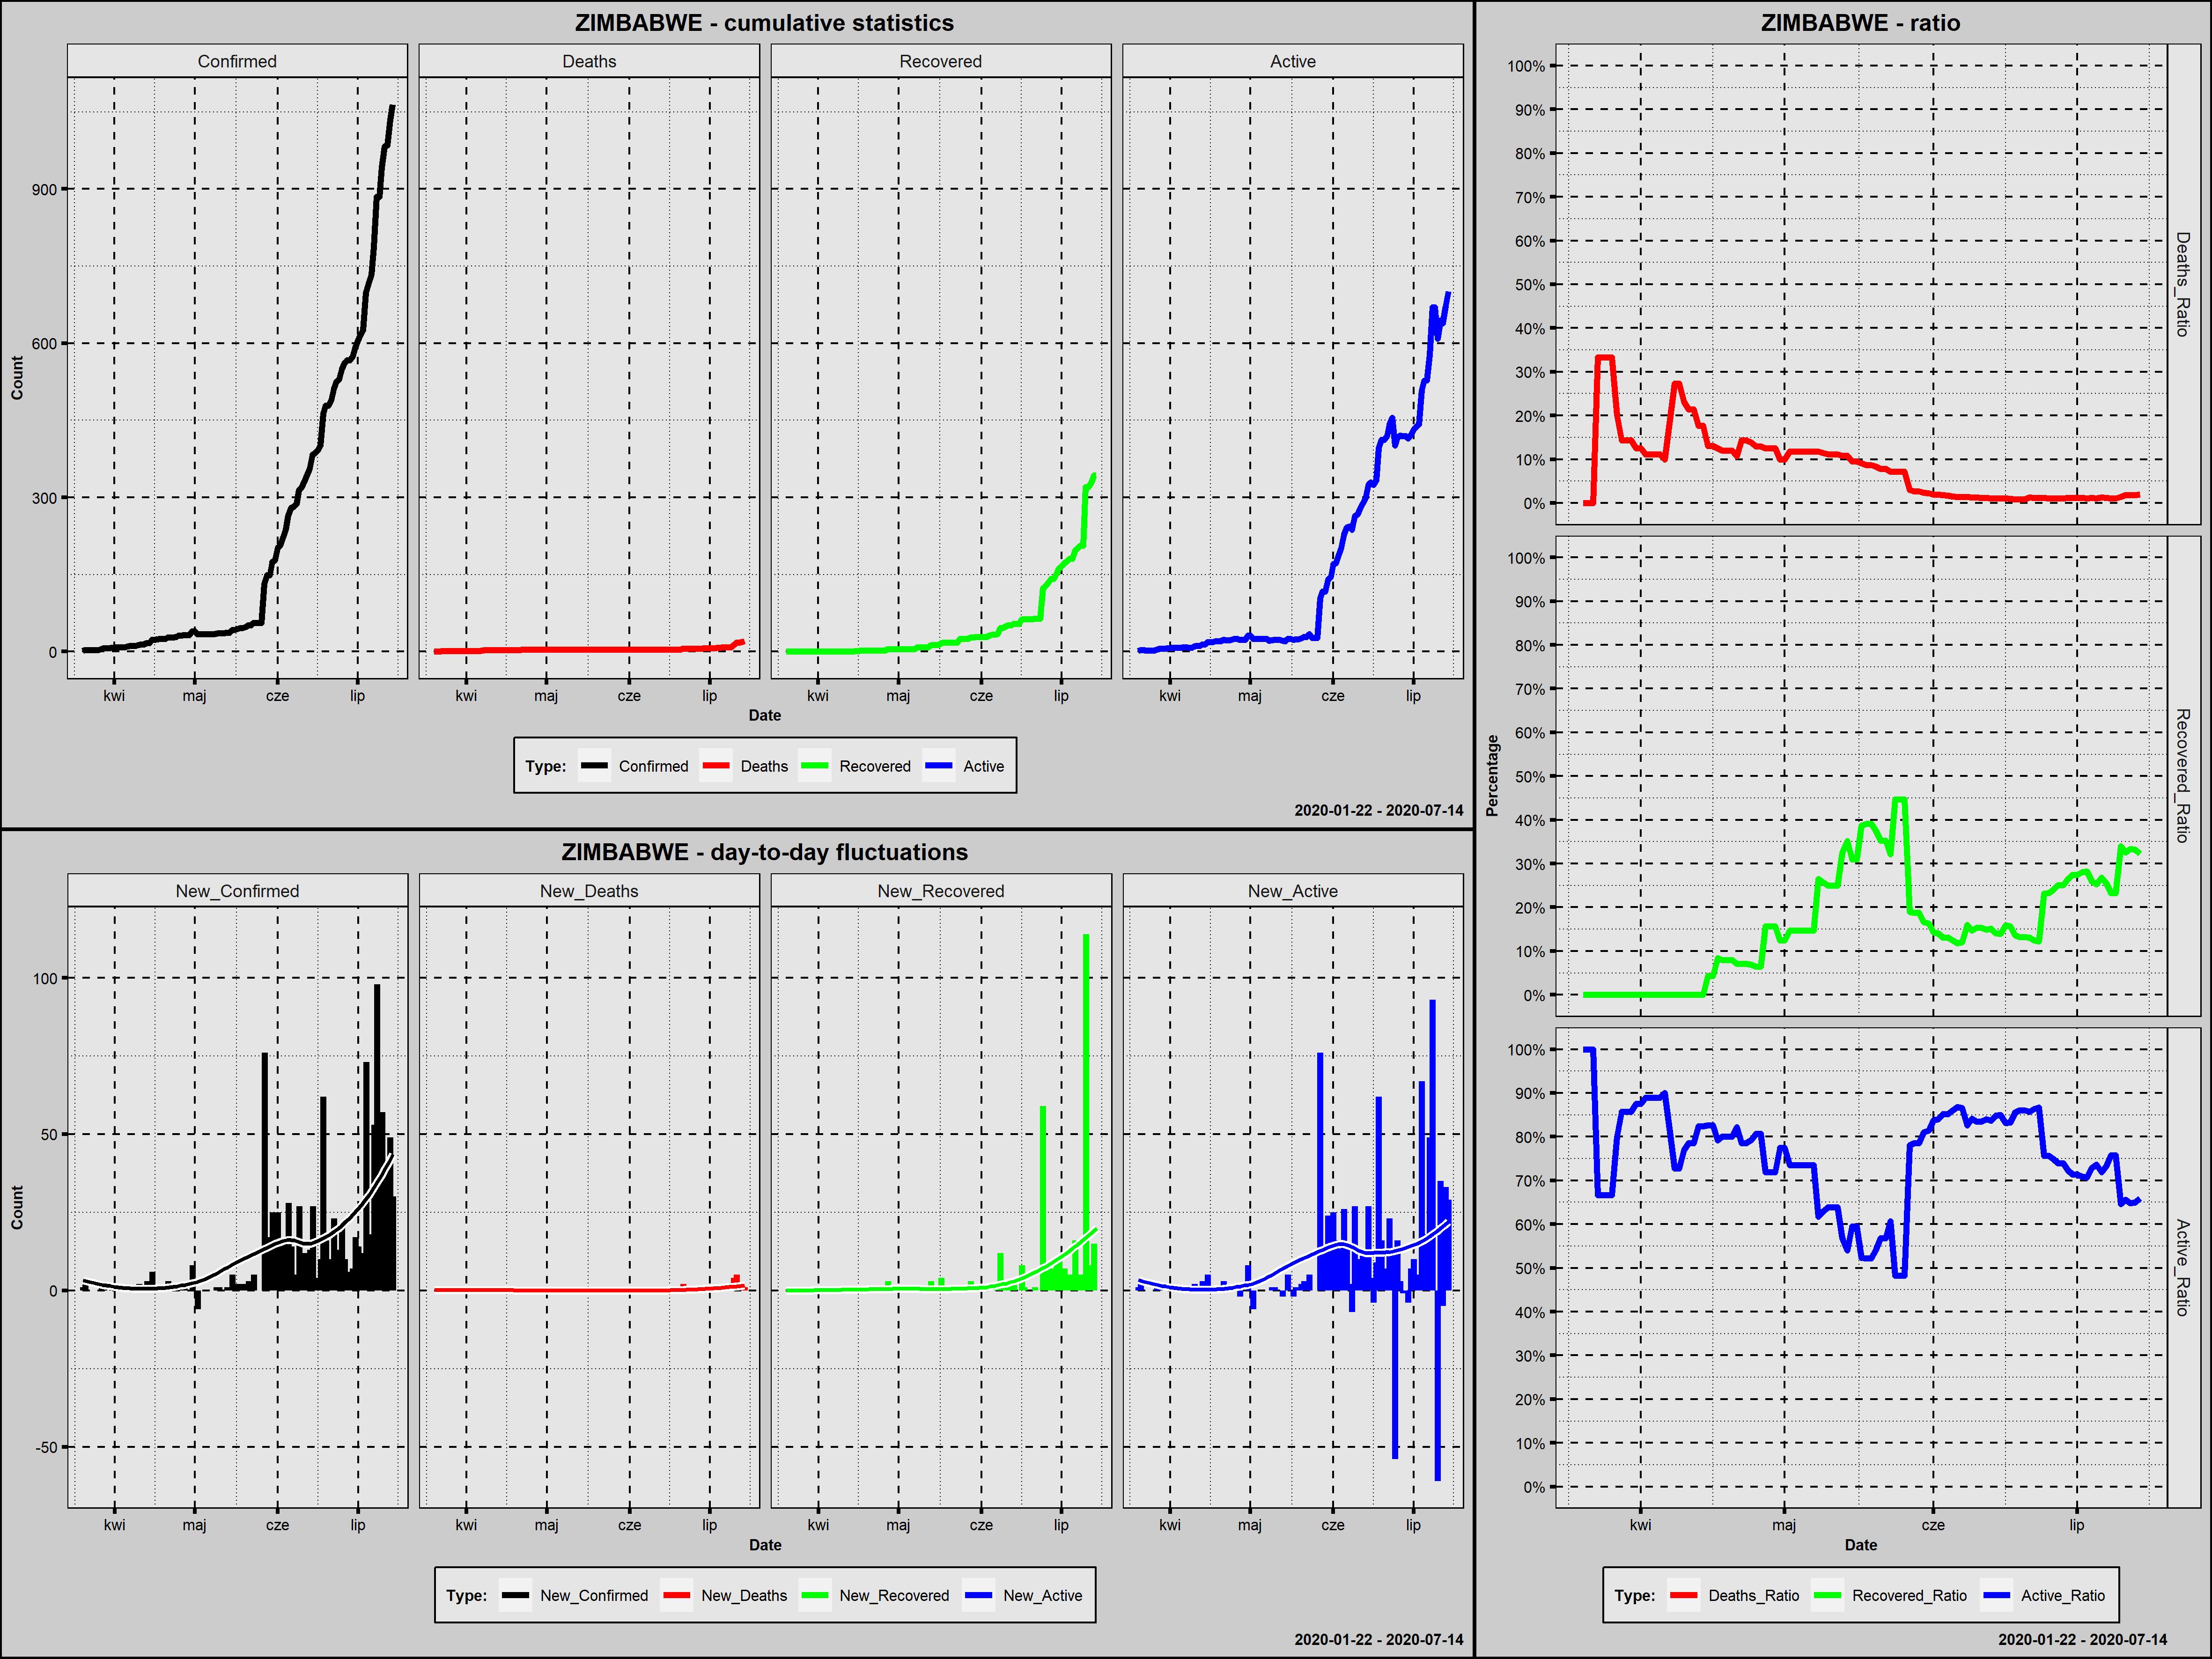 ZIMBABWE - cumulative statistics
Confirmed Deaths Recovered Active
Count
900
600
300
0
kwi maj cze lip kwi maj cze lip kwi maj cze lip kwi maj cze lip
Date
Type: Confirmed Deaths Recovered Active
2020-01-22 - 2020-07-14
ZIMBABWE - day-to-day fluctuations
New_Confirmed New_Deaths New_Recovered New_Active
Count
100
50
0
-50
kwi maj cze lip kwi maj cze lip kwi maj cze lip kwi maj cze lip
Date
Type: New_Confirmed New_Deaths New_Recovered New_Active
2020-01-22 - 2020-07-14
ZIMBABWE - ratio
Percentage
100%
90%
80%
70%
60%
50%
40%
30%
20%
10%
0%
Deaths_Ratio
100%
90%
80%
70%
60%
50%
40%
30%
20%
10%
0%
Recovered_Ratio
100%
90%
80%
70%
60%
50%
40%
30%
20%
10%
0%
Active_Ratio
kwi maj cze lip
Date
Type: Deaths_Ratio Recovered_Ratio Active_Ratio
2020-01-22 - 2020-07-14